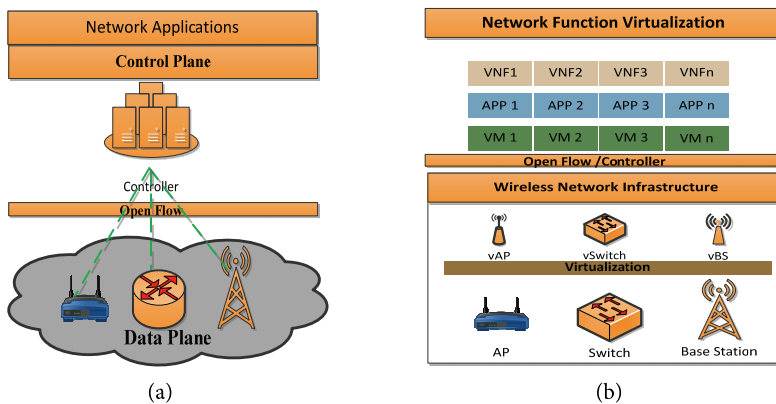 Network Applications
Control Plane
Controller
Open Flow
Data Plane
(a)
Network Function Virtualization
VNF1 VNF2 VNF3 VNFn
APP 1 APP 2 APP 3 APP n
VM 1 VM 2 VM 3 VM n
Open Flow /Controller
Wireless Network Infrastructure
vAP vSwitch vBS
Virtualization
AP Switch Base Station
(b)